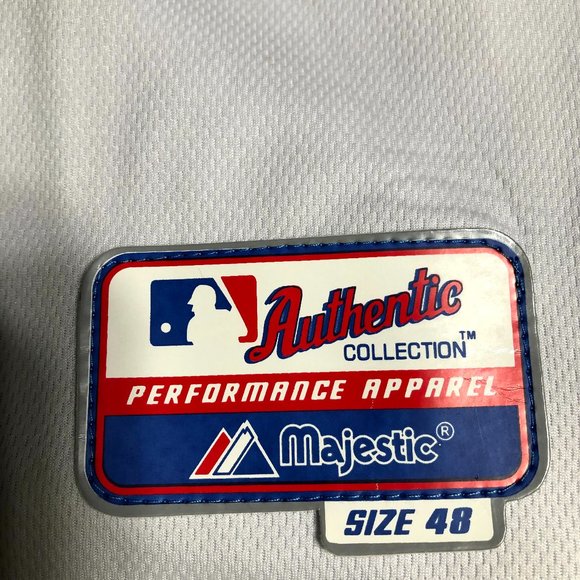 Authentic
COLLECTION™
PERFORMANCE APPAREL
Majestic®
SIZE 48